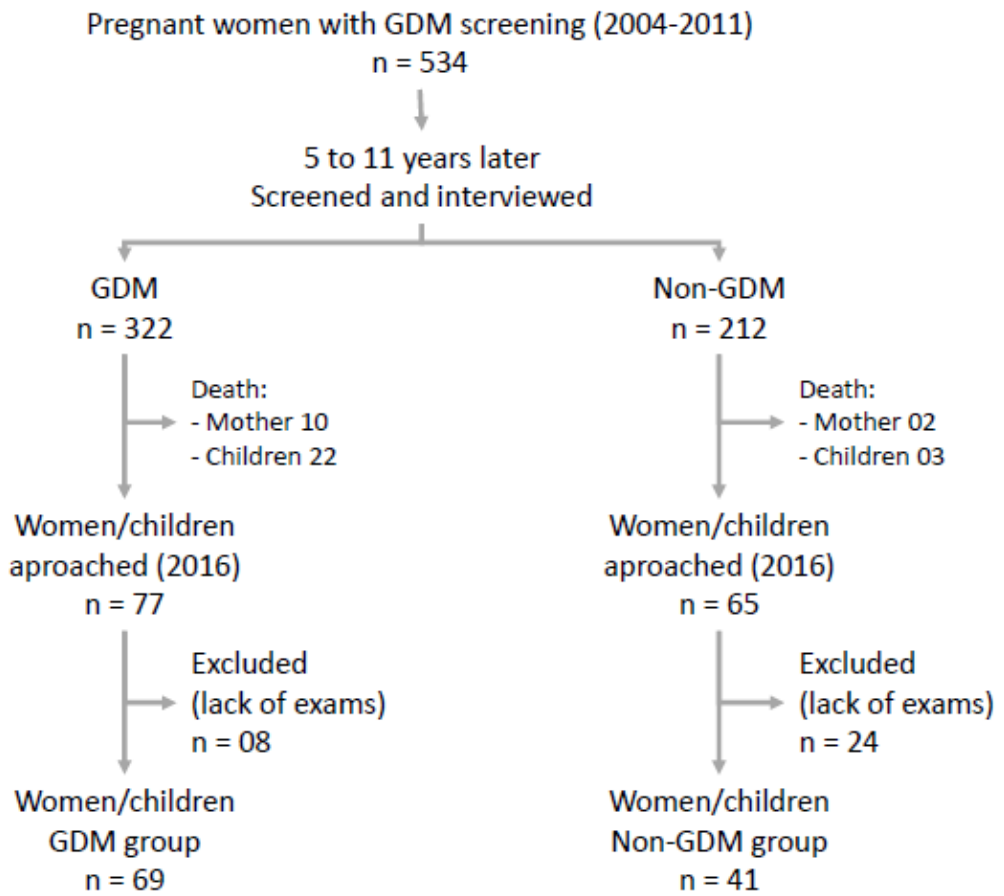 Pregnant women with GDM screening (2004-2011)
n = 534
5 to 11 years later
Screened and interviewed
GDM
n = 322
Non-GDM
n = 212
Death:
- Mother 10
- Children 22
Death:
- Mother 02
- Children 03
Women/children
aproached (2016)
n = 77
Women/children
aproached (2016)
n = 65
Excluded
(lack of exams)
n = 08
Excluded
(lack of exams)
n = 24
Women/children
GDM group
n = 69
Women/children
Non-GDM group
n = 41